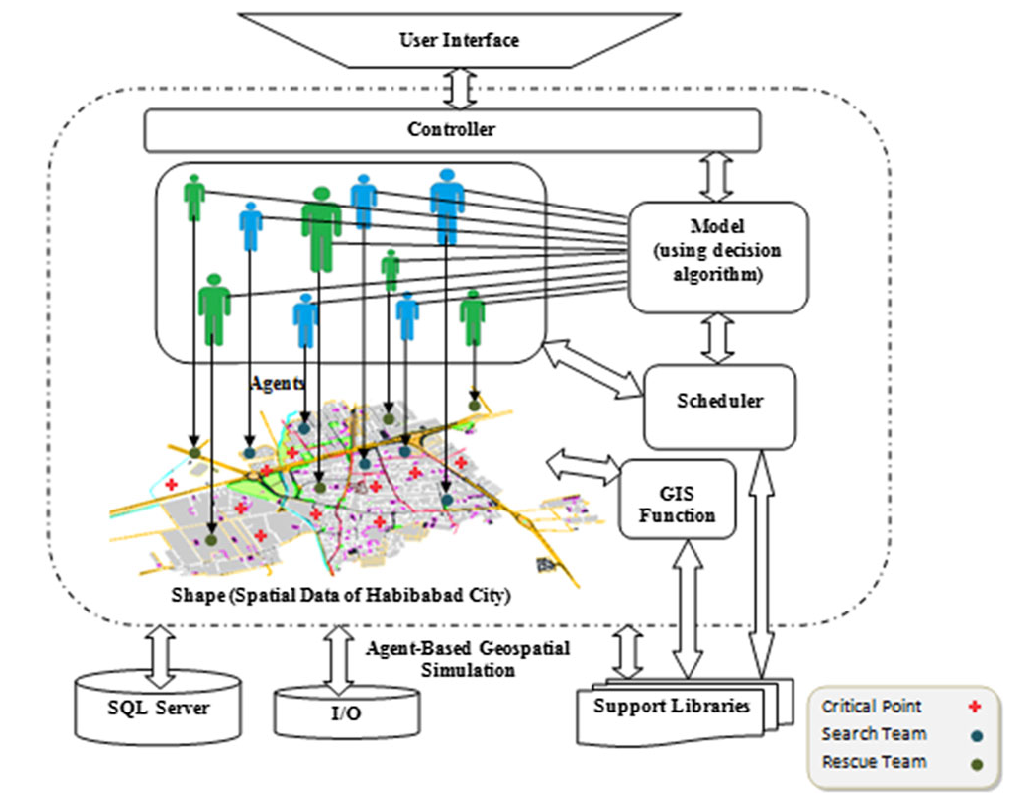 User Interface
Controller
Model
(using decision
algorithm)
Agents
Scheduler
GIS
Function
Shape (Spatial Data of Habibabad City)
Agent-Based Geospatial
Simulation
SQL Server
I/O
Support Libraries
Critical Point
Search Team
Rescue Team